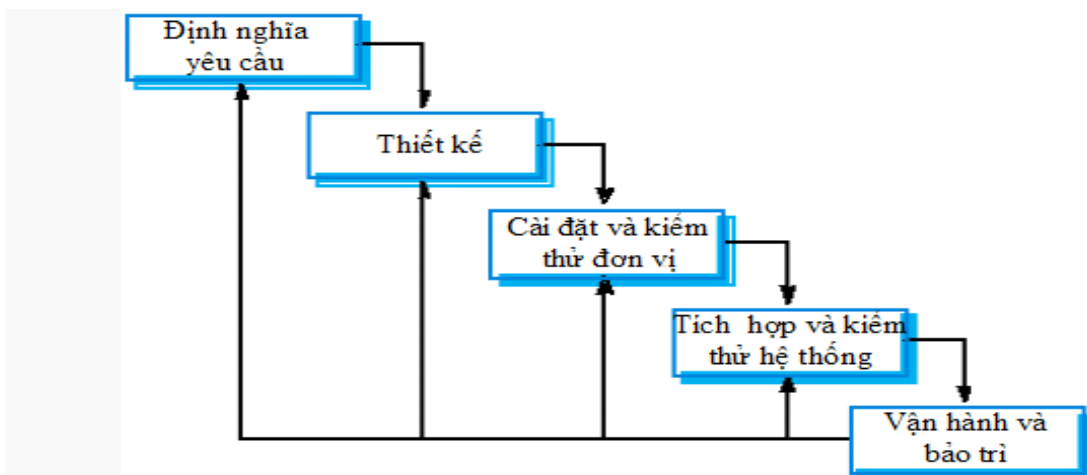 Định nghĩa
yêu cầu
Thiết kế
Cài đặt và kiểm
thử đơn vị
Tích hợp và kiểm
thử hệ thống
Vận hành và
bảo trì